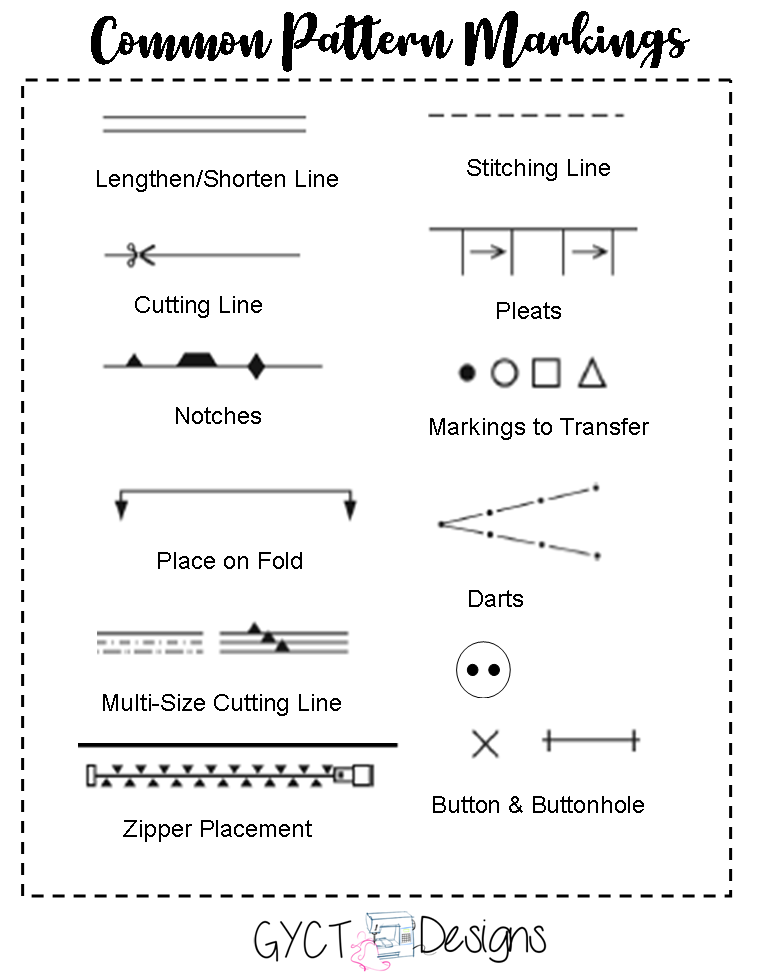 Common Pattern Markings
Lengthen/Shorten Line
Stitching Line
Cutting Line
Pleats
Notches
Markings to Transfer
Place on Fold
Darts
Multi-Size Cutting Line
Button & Buttonhole
Zipper Placement
GYCT Designs